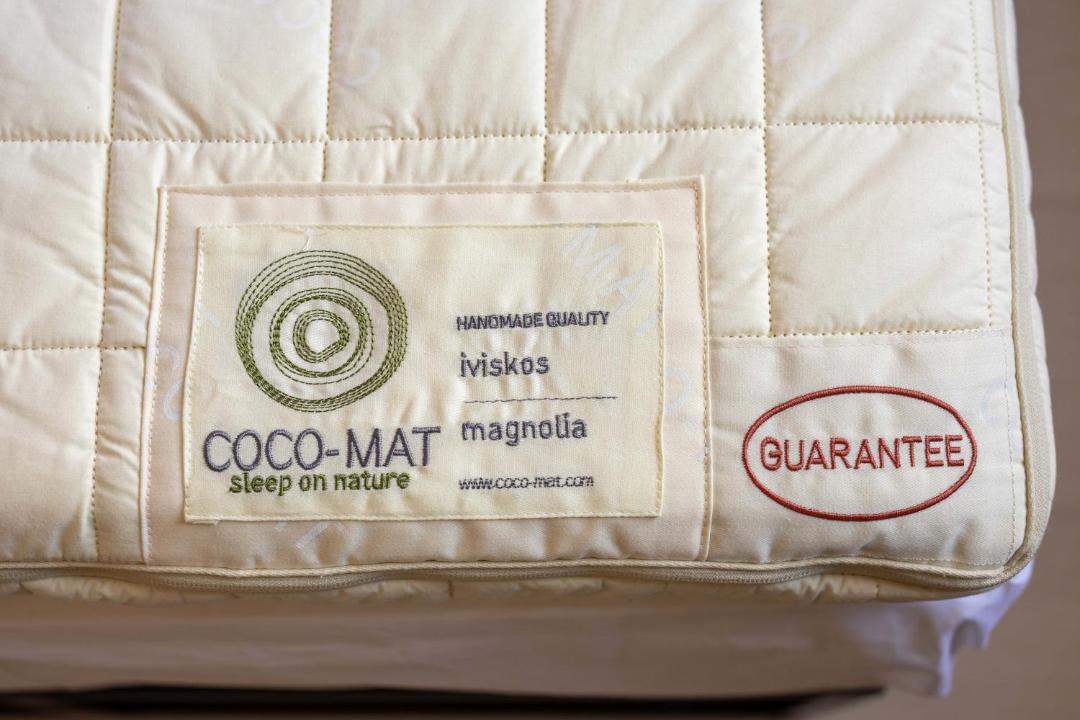 HANDMADE QUALITY
iviskos
magnolia
COCO-MAT
sleep on nature
www.coco-mat.com
GUARANTEE